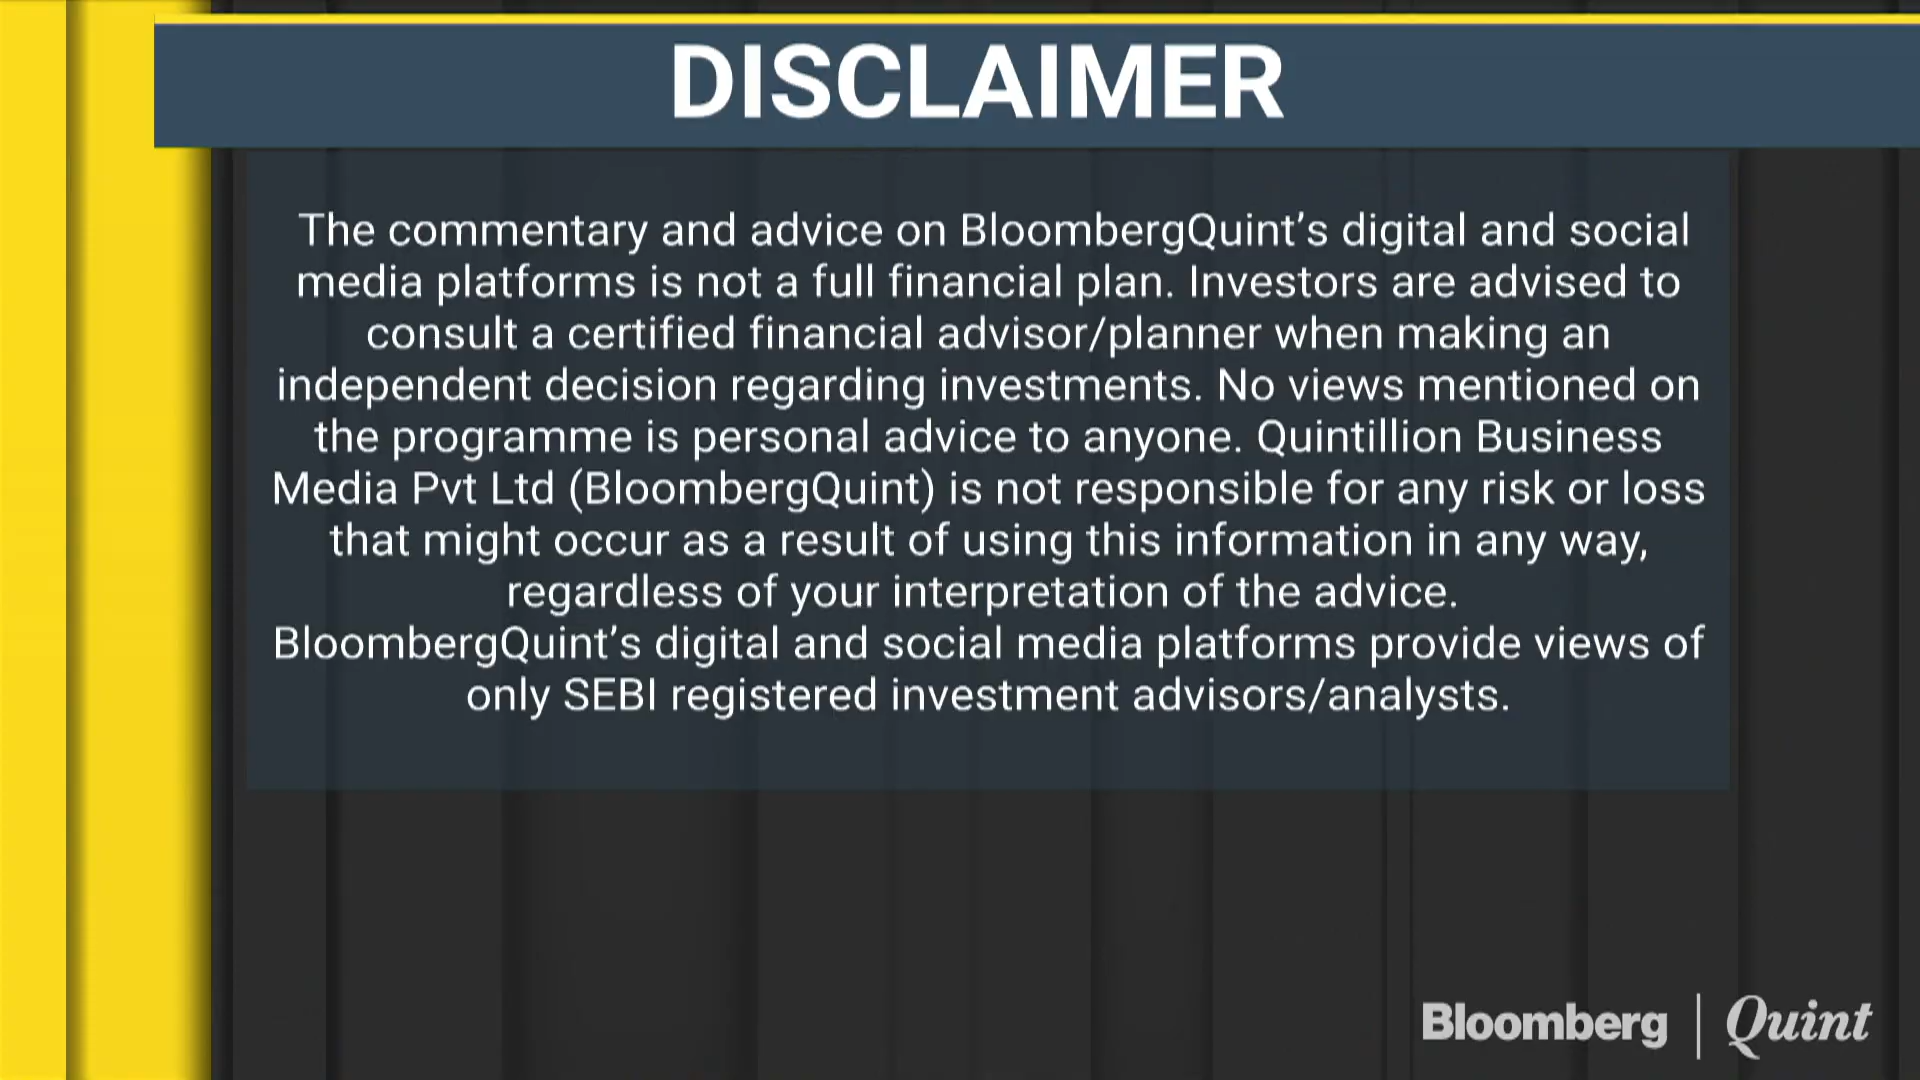 DISCLAIMER
The commentary and advice on BloombergQuint’s digital and social
media platforms is not a full financial plan. Investors are advised to
consult a certified financial advisor/planner when making an
independent decision regarding investments. No views mentioned on
the programme is personal advice to anyone. Quintillion Business
Media Pvt Ltd (BloombergQuint) is not responsible for any risk or loss
that might occur as a result of using this information in any way,
regardless of your interpretation of the advice.
BloombergQuint’s digital and social media platforms provide views of
only SEBI registered investment advisors/analysts.
Bloomberg | Quint